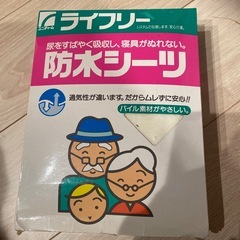 ライフリー
尿をすばやく吸収し、寝具がぬれない。
防水シーツ
通気性が違います。だからムレずに安心!!
パイル素材がやさしい。